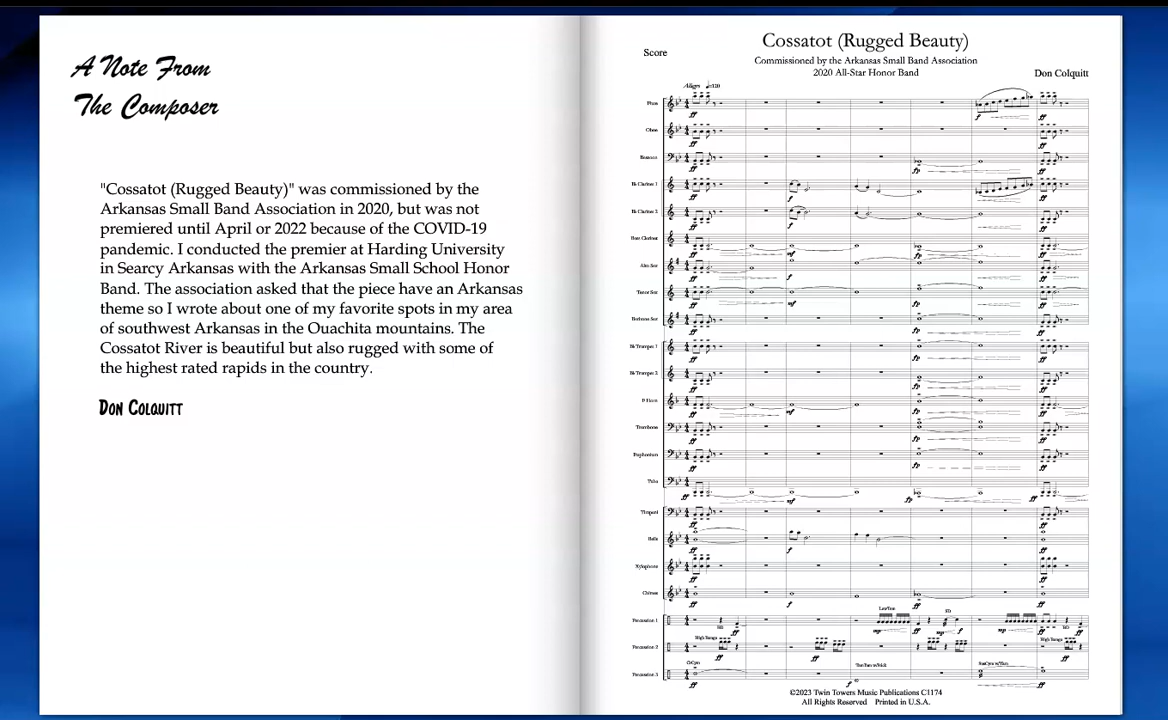 A Note From
The Composer
"Cossatot (Rugged Beauty)" was commissioned by the
Arkansas Small Band Association in 2020, but was not
premiered until April or 2022 because of the COVID-19
pandemic. I conducted the premier at Harding University
in Searcy Arkansas with the Arkansas Small School Honor
Band. The association asked that the piece have an Arkansas
theme so I wrote about one of my favorite spots in my area
of southwest Arkansas in the Ouachita mountains. The
Cossatot River is beautiful but also rugged with some of
the highest rated rapids in the country.
Don Colquitt
Cossatot (Rugged Beauty)
Score
Commissioned by the Arkansas Small Band Association
2020 All-Star Honor Band
Don Colquitt
Allegro ♩=110
Flute
Oboe
Bassoon
Bb Clarinet 1
Bb Clarinet 2
Bass Clarinet
Alto Sax
Tenor Sax
Baritone Sax
Bb Trumpet 1
Bb Trumpet 2
F Horn
Trombone
Euphonium
Tuba
Timpani
Bells
Xylophone
Chimes
Percussion 1
Percussion 2
Percussion 3
©2023 Twin Towers Music Publications C1174
All Rights Reserved Printed in U.S.A.